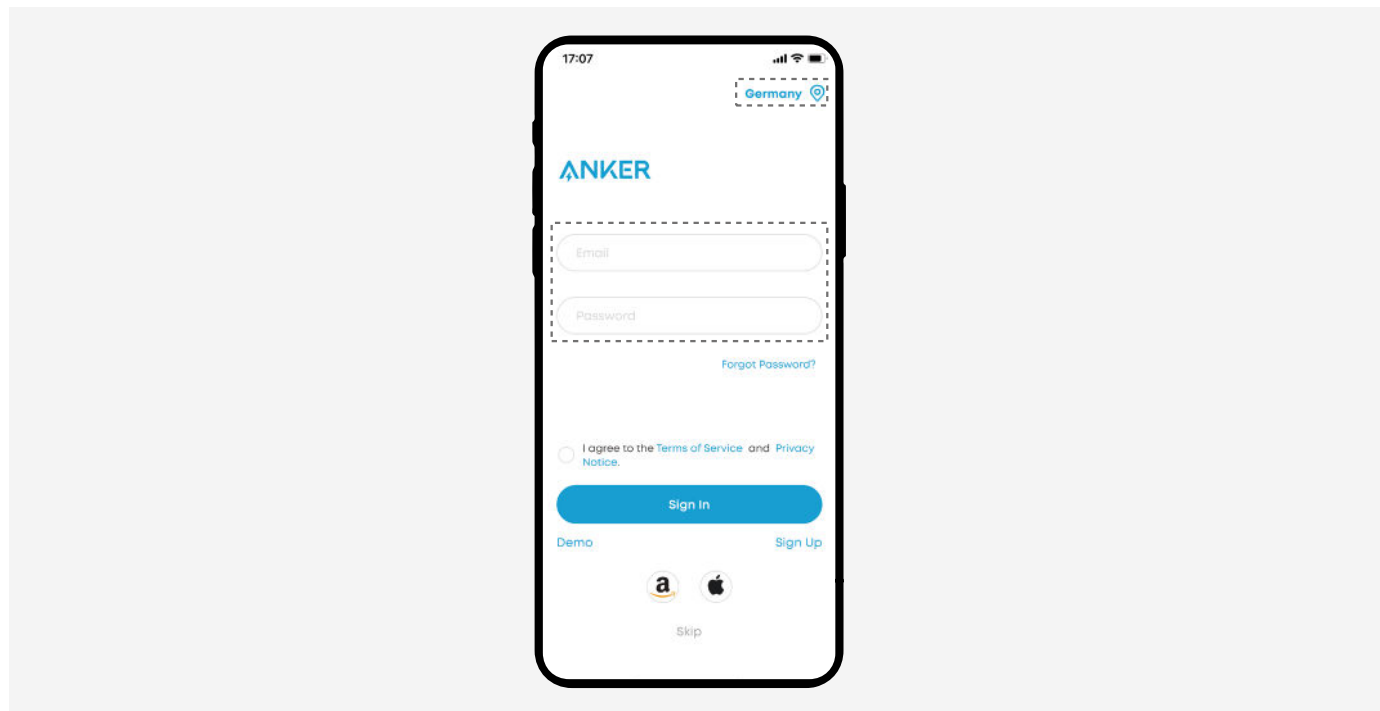 17:07
Germany
ANKER
Email
Password
Forgot Password?
I agree to the Terms of Service and Privacy
Notice.
Sign In
Demo
Sign Up
a
Skip